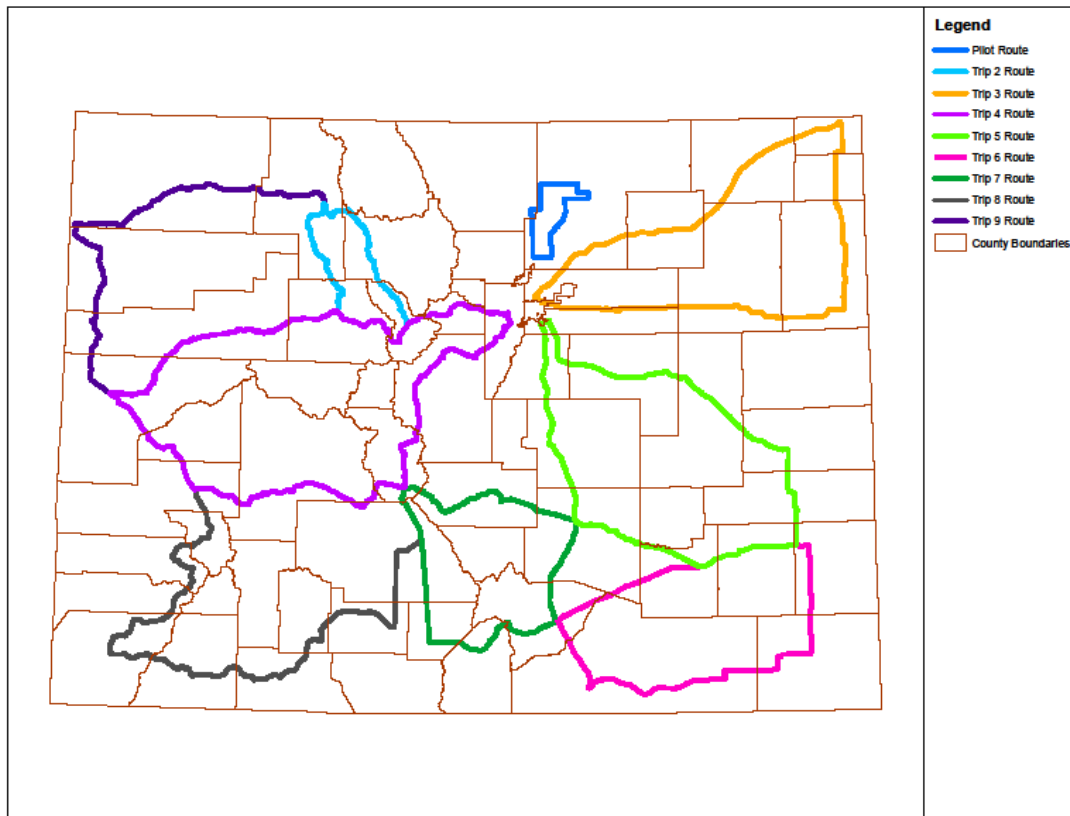 Legend
Pilot Route
Trip 2 Route
Trip 3 Route
Trip 4 Route
Trip 5 Route
Trip 6 Route
Trip 7 Route
Trip 8 Route
Trip 9 Route
County Boundaries